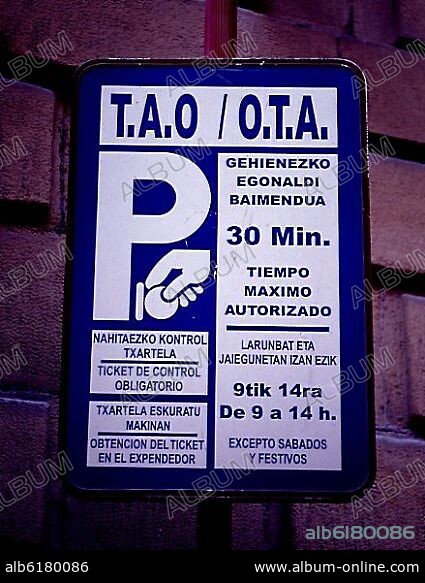 T.A.O / O.T.A.
P
NAHITAEZKO KONTROL
TXARTELA
TICKET DE CONTROL
OBLIGATORIO
TXARTELA ESKURATU
MAKINAN
OBTENCION DEL TICKET
EN EL EXPENDEDOR
GEHIENEZKO
EGONALDI
BAIMENDUA
30 Min.
TIEMPO
MAXIMO
AUTORIZADO
LARUNBAT ETA
JAIEGUNETAN IZAN EZIK
9tik 14ra
De 9 a 14 h.
EXCEPTO SABADOS
Y FESTIVOS
alb6180086
alb6180086 www.album-online.com